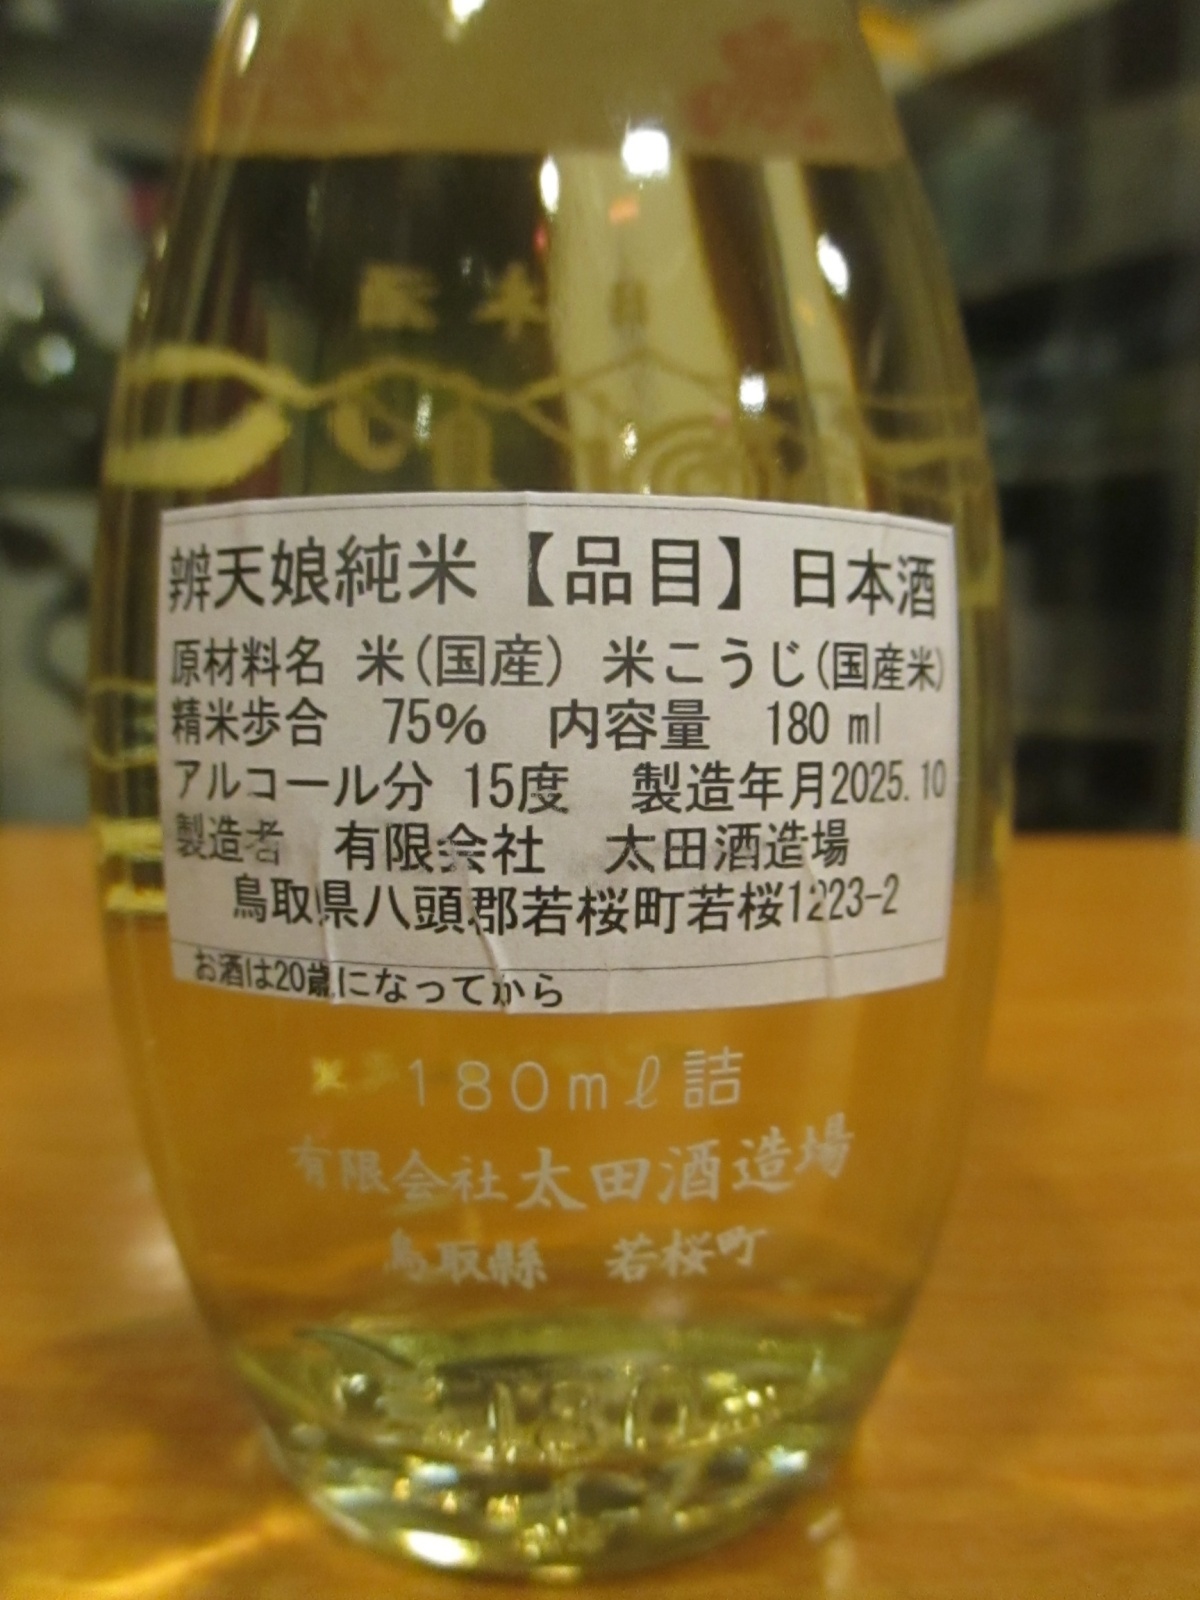 辨天娘純米【品目】日本酒
原材料名 米(国産) 米こうじ(国産米)
精米歩合 75% 内容量 180 ml
アルコール分 15度 製造年月2025.10
製造者 有限会社 太田酒造場
鳥取県八頭郡若桜町若桜1223-2
お酒は20歳になってから
180mℓ詰
有限会社太田酒造場
鳥取縣 若桜町